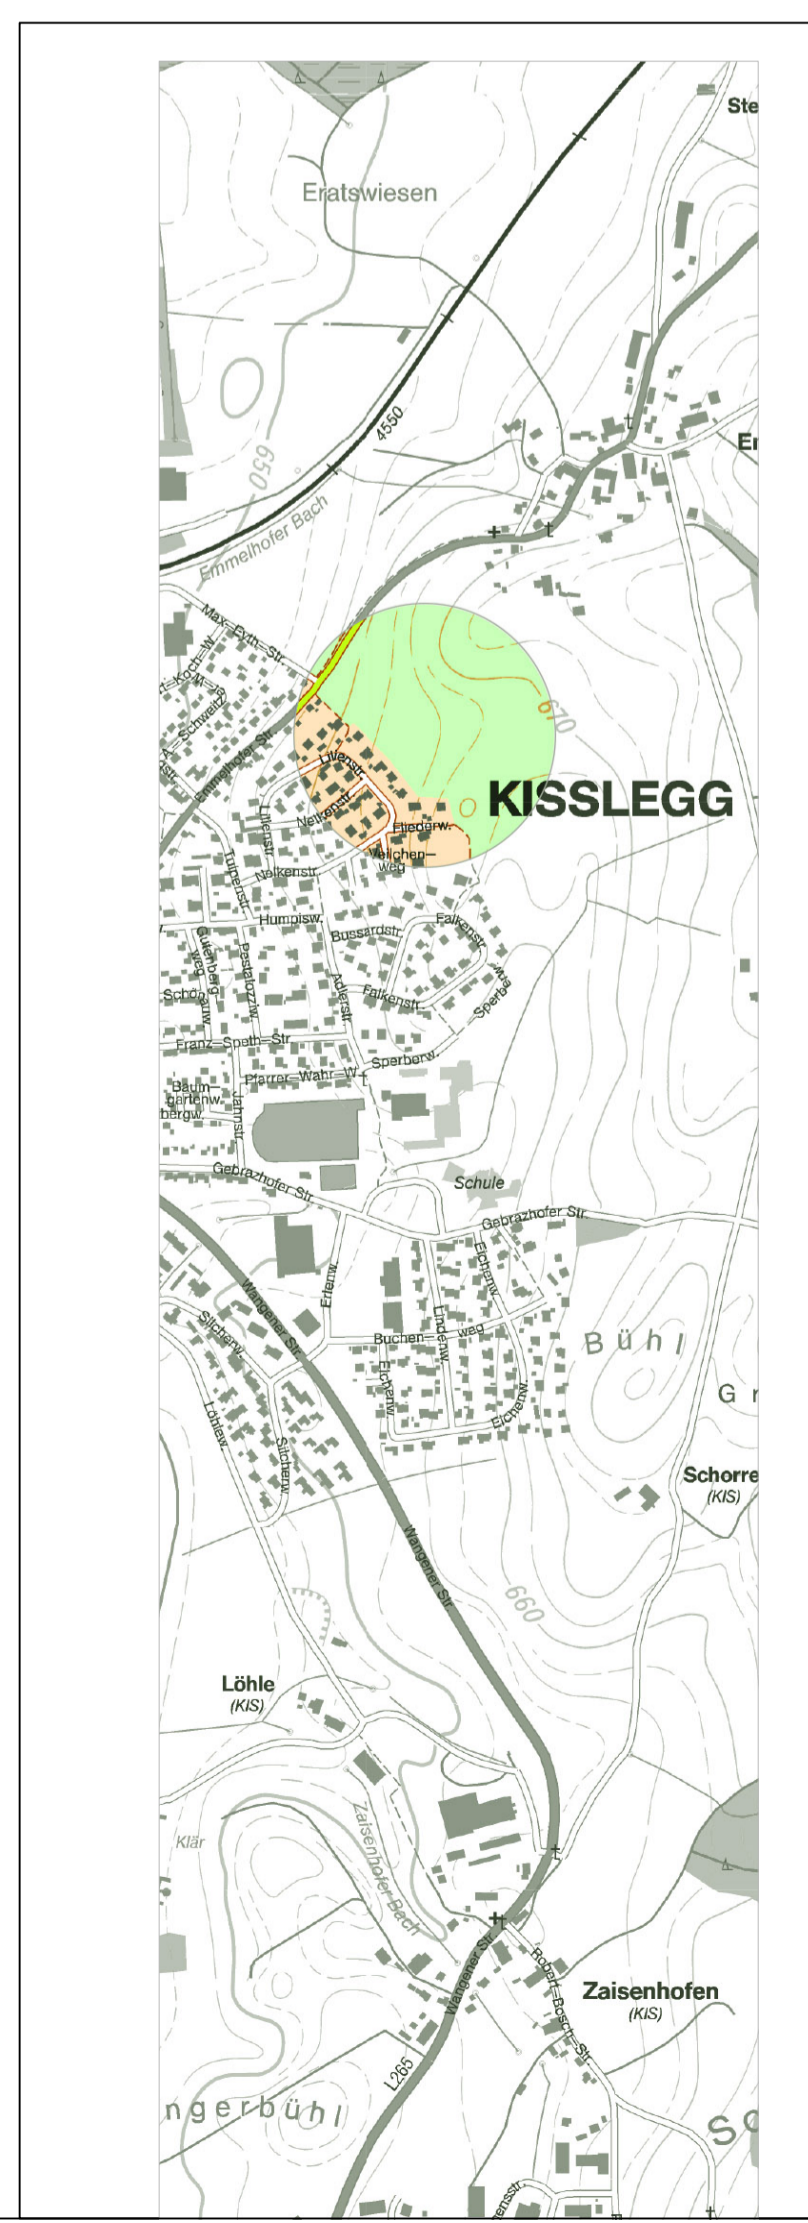 Ste
Eratswiesen
4550
650
Emmelhofer Bach
Max-Eyth-Str.
Emmelhofer Str.
670
KISSLEGG
Lilienstr.
Nelkenstr.
Fliederw.
Veilchen-
weg
Lilienstr.
Tulpenstr.
Nelkenstr.
Humpisw.
Bussardstr.
Falkenstr.
Gutenberg-
weg
Pestalozziw.
Adlerstr.
Falkenstr.
Sperberw.
Franz-Speth-Str.
Sperberw.
Pfarrer-Wahr-W.
Baum-
gartenw.
bergw.
Jahnstr.
Gebrazhofer Str.
Schule
Gebrazhofer Str.
Eichenw.
Erlenw.
Wangener Str.
Silcherw.
Buchen- weg
Lindenw.
Bühl
Eichenw.
Eichenw.
Löhlew.
Silcherw.
Schorre
(KIS)
Wangener Str.
660
Löhle
(KIS)
Zaisenhofer Bach
Klär
Wangener Str.
Robert-Bosch-Str.
Zaisenhofen
(KIS)
L265
ngerbühl